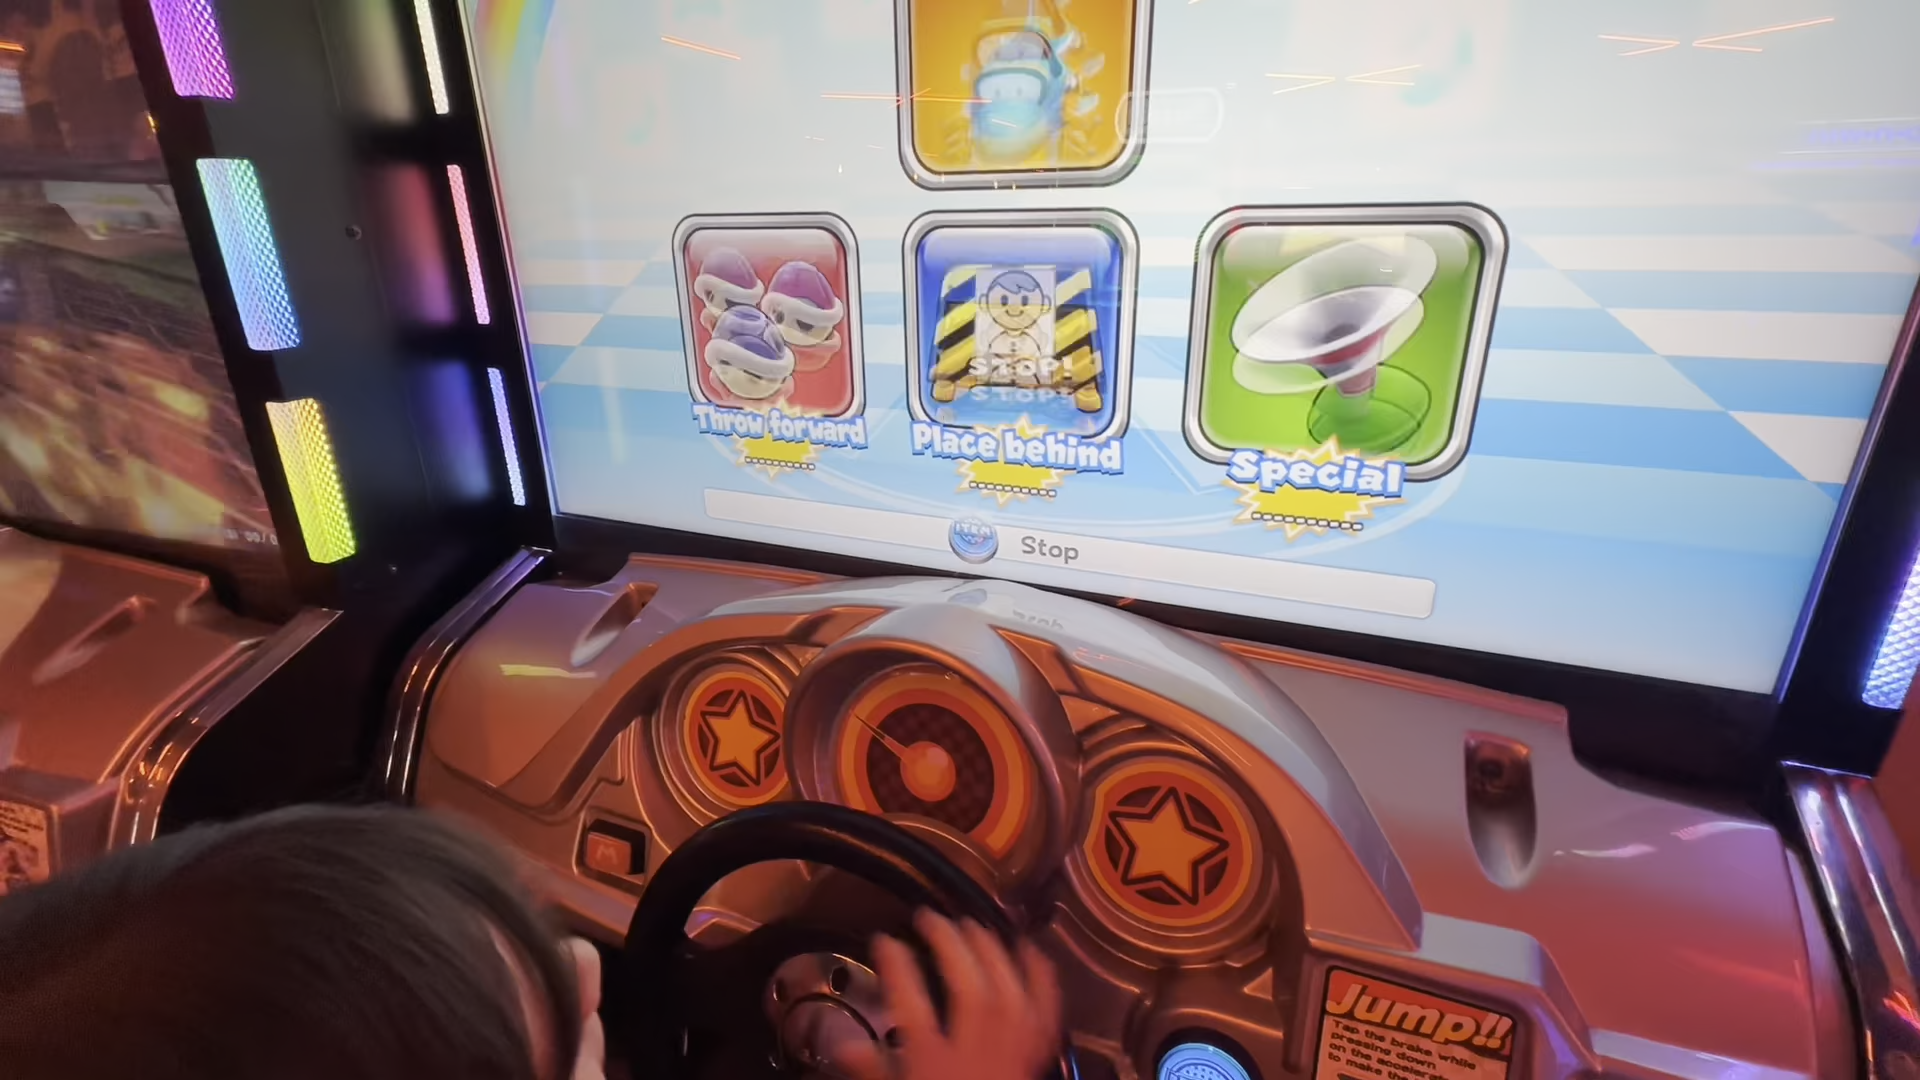 STOP!
Throw forward
Place behind
Special
ITEM
Stop
M
Jump!!
Tap the brake while
pressing down
on the accelerat
to make the